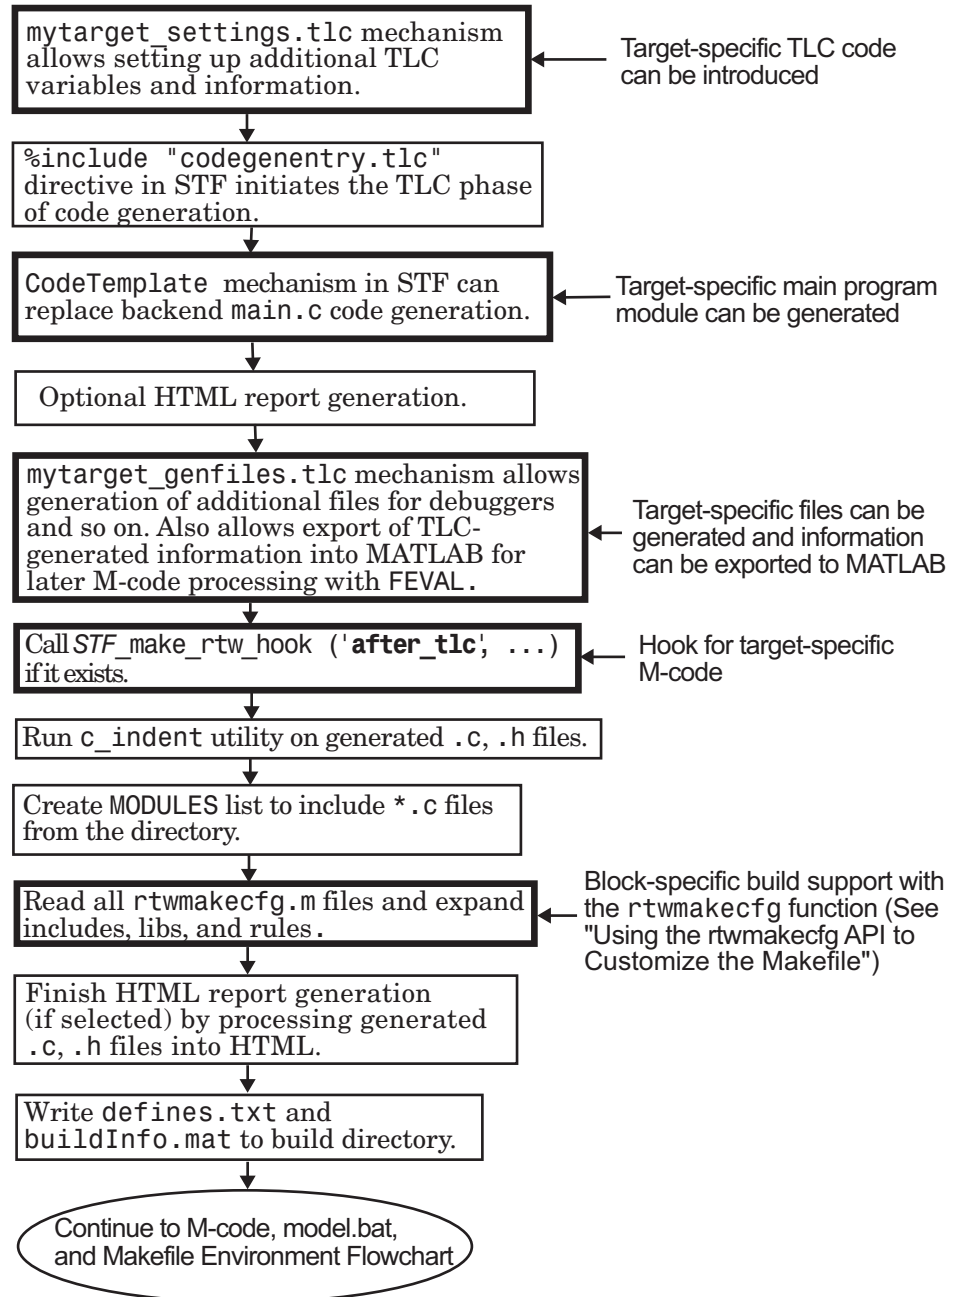 mytarget_settings.tlc mechanism
allows setting up additional TLC
variables and information.
Target-specific TLC code
can be introduced
%include "codegenentry.tlc"
directive in STF initiates the TLC phase
of code generation.
CodeTemplate mechanism in STF can
replace backend main.c code generation.
Target-specific main program
module can be generated
Optional HTML report generation.
mytarget_genfiles.tlc mechanism allows
generation of additional files for debuggers
and so on. Also allows export of TLC-
generated information into MATLAB for
later M-code processing with FEVAL.
Target-specific files can be
generated and information
can be exported to MATLAB
Call STF_make_rtw_hook ('after_tlc', ...)
if it exists.
Hook for target-specific
M-code
Run c_indent utility on generated .c, .h files.
Create MODULES list to include *.c files
from the directory.
Read all rtwmakecfg.m files and expand
includes, libs, and rules.
Block-specific build support with
the rtwmakecfg function (See
"Using the rtwmakecfg API to
Customize the Makefile")
Finish HTML report generation
(if selected) by processing generated
.c, .h files into HTML.
Write defines.txt and
buildInfo.mat to build directory.
Continue to M-code, model.bat,
and Makefile Environment Flowchart